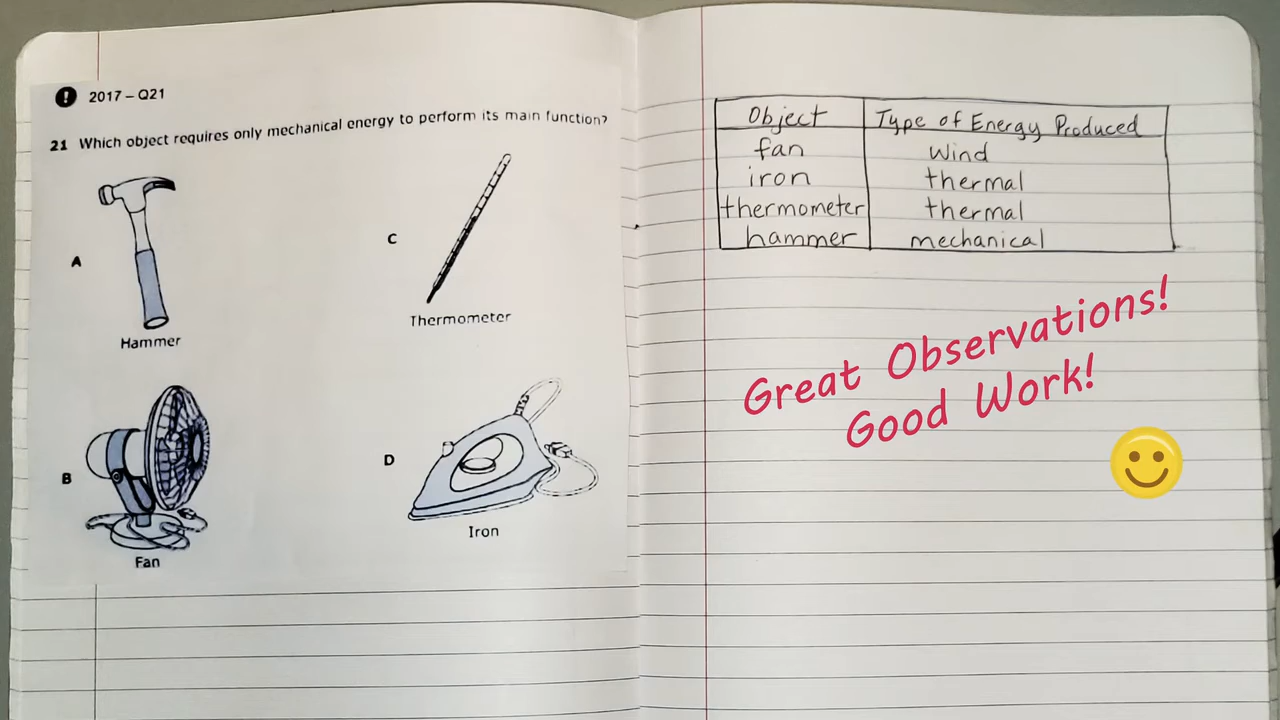 ! 2017 – Q21
21 Which object requires only mechanical energy to perform its main function?
A
Hammer
C
Thermometer
B
Fan
D
Iron
Object Type of Energy Produced
fan wind
iron thermal
thermometer thermal
hammer mechanical
Great Observations!
Good Work!